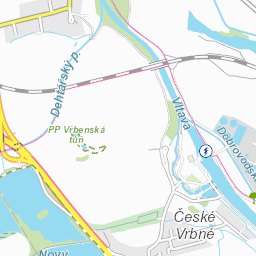 Dehtářský p.
Vltava
PP Vrbenská
tůň
Dobrovodsk
České
Vrbné
Nový